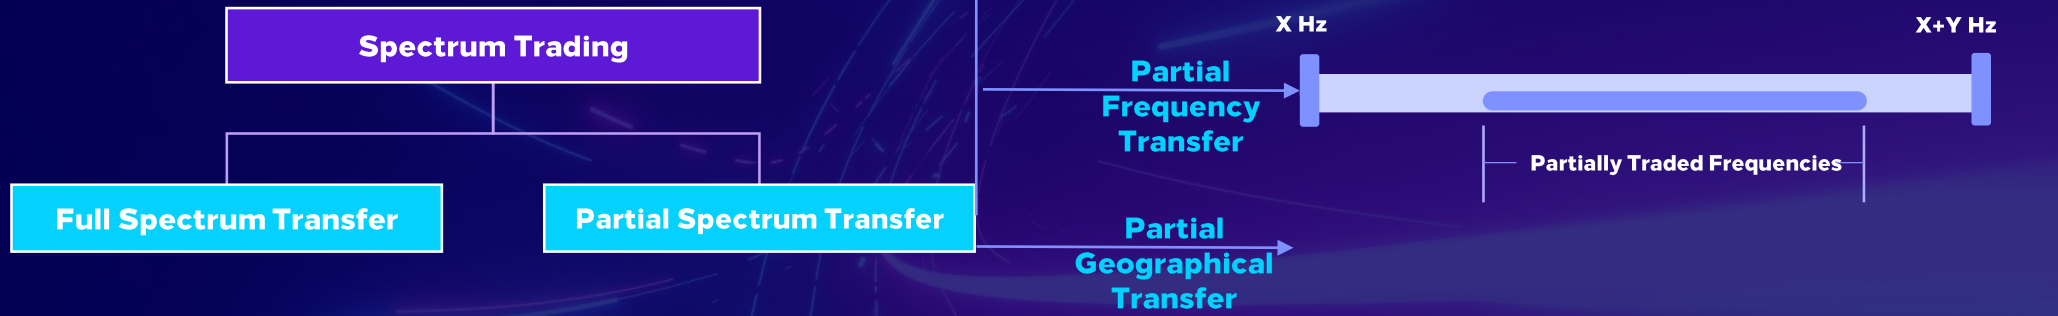 Spectrum Trading
Full Spectrum Transfer
Partial Spectrum Transfer
Partial
Frequency
Transfer
X Hz
X+Y Hz
Partially Traded Frequencies
Partial
Geographical
Transfer